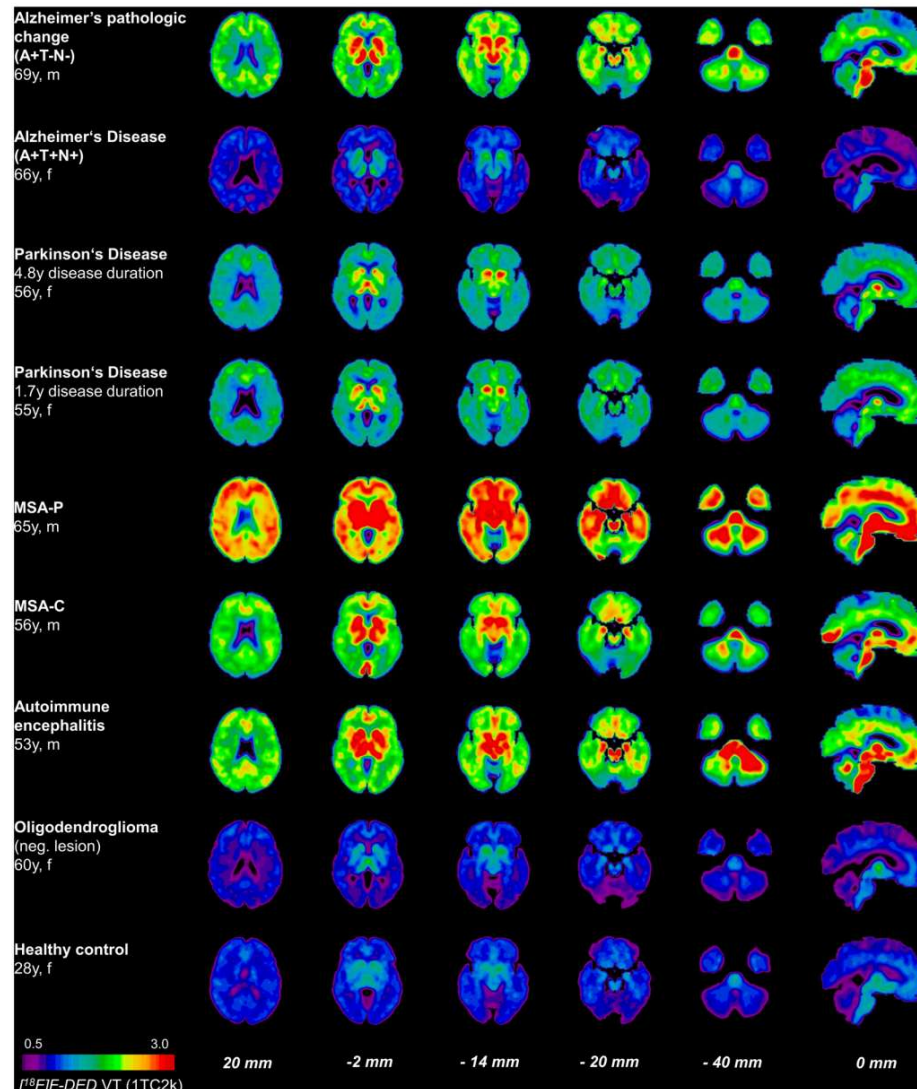 Alzheimer's pathologic
change
(A+T-N-)
69y, m
Alzheimer‘s Disease
(A+T+N+)
66y, f
Parkinson‘s Disease
4.8y disease duration
56y, f
Parkinson‘s Disease
1.7y disease duration
55y, f
MSA-P
65y, m
MSA-C
56y, m
Autoimmune
encephalitis
53y, m
Oligodendroglioma
(neg. lesion)
60y, f
Healthy control
28y, f
0.5 3.0
[¹⁸F]F-DED VT (1TC2k)
20 mm -2 mm - 14 mm - 20 mm - 40 mm 0 mm